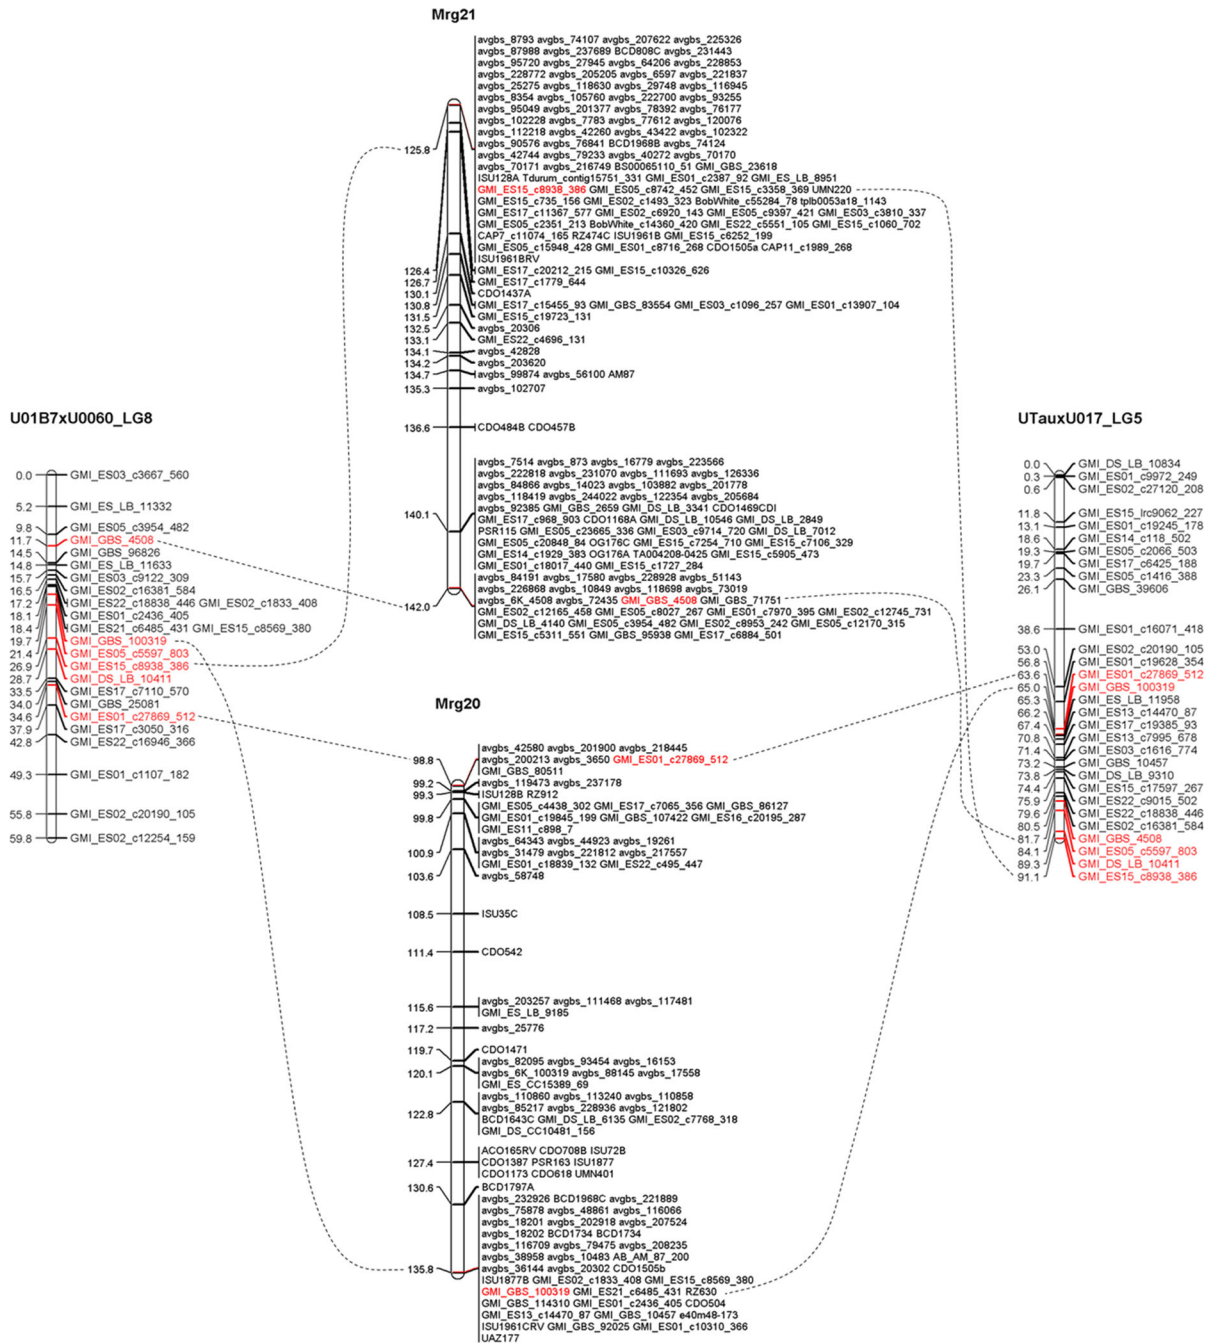 Mrg21
avgbs_8793 avgbs_74107 avgbs_207622 avgbs_225326
avgbs_87988 avgbs_237689 BCD808C avgbs_231443
avgbs_95720 avgbs_27945 avgbs_64206 avgbs_228853
avgbs_228772 avgbs_205205 avgbs_6597 avgbs_221837
avgbs_25275 avgbs_118630 avgbs_29748 avgbs_116945
avgbs_8354 avgbs_105760 avgbs_222700 avgbs_93255
avgbs_95049 avgbs_201377 avgbs_78392 avgbs_76177
avgbs_102228 avgbs_7783 avgbs_77612 avgbs_120076
avgbs_112218 avgbs_42260 avgbs_43422 avgbs_102322
avgbs_90576 avgbs_76841 BCD1968B avgbs_74124
125.8 avgbs_42744 avgbs_79233 avgbs_40272 avgbs_70170
avgbs_70171 avgbs_216749 BS00065110_51 GMI_GBS_23618
ISU128A Tdurum_contig15751_331 GMI_ES01_c2387_92 GMI_ES_LB_8951
GMI_ES15_c8938_386 GMI_ES05_c8742_452 GMI_ES15_c3358_369 UMN220
GMI_ES15_c735_156 GMI_ES02_c1493_323 BobWhite_c55284_78 tplb0053a18_1143
GMI_ES17_c11367_577 GMI_ES02_c6920_143 GMI_ES05_c9397_421 GMI_ES03_c3810_337
GMI_ES05_c2351_213 BobWhite_c14360_420 GMI_ES22_c5551_105 GMI_ES15_c1060_702
CAP7_c11074_165 RZ474C ISU1961B GMI_ES15_c6252_199
GMI_ES05_c15948_428 GMI_ES01_c8716_268 CDO1505a CAP11_c1989_268
ISU1961BRV
126.4 GMI_ES17_c20212_215 GMI_ES15_c10326_626
126.7 GMI_ES17_c1779_644
130.1 CDO1437A
130.8 GMI_ES17_c15455_93 GMI_GBS_83554 GMI_ES03_c1096_257 GMI_ES01_c13907_104
131.5 GMI_ES15_c19723_131
132.5 avgbs_20306
133.1 GMI_ES22_c4696_131
134.1 avgbs_42828
134.2 avgbs_203620
134.7 avgbs_99874 avgbs_56100 AM87
135.3 avgbs_102707
136.6 CDO484B CDO457B
avgbs_7514 avgbs_873 avgbs_16779 avgbs_223566
avgbs_222818 avgbs_231070 avgbs_111693 avgbs_126336
avgbs_84866 avgbs_14023 avgbs_103882 avgbs_201778
avgbs_118419 avgbs_244022 avgbs_122354 avgbs_205684
140.1 avgbs_92385 GMI_GBS_2659 GMI_DS_LB_3341 CDO1469CDI
GMI_ES17_c968_903 CDO1168A GMI_DS_LB_10546 GMI_DS_LB_2849
PSR115 GMI_ES05_c23665_336 GMI_ES03_c9714_720 GMI_DS_LB_7012
GMI_ES05_c20848_84 OG176C GMI_ES15_c7254_710 GMI_ES15_c7106_329
GMI_ES14_c1929_383 OG176A TA004208-0425 GMI_ES15_c5905_473
GMI_ES01_c18017_440 GMI_ES15_c1727_284
avgbs_84191 avgbs_17580 avgbs_228928 avgbs_51143
avgbs_226868 avgbs_10849 avgbs_118698 avgbs_73019
142.0 avgbs_6K_4508 avgbs_72435 GMI_GBS_4508 GMI_GBS_71751
GMI_ES02_c12165_458 GMI_ES05_c8027_267 GMI_ES01_c7970_395 GMI_ES02_c12745_731
GMI_DS_LB_4140 GMI_ES05_c3954_482 GMI_ES02_c8953_242 GMI_ES05_c12170_315
GMI_ES15_c5311_551 GMI_GBS_95938 GMI_ES17_c6884_501
U01B7xU0060_LG8
0.0 GMI_ES03_c3667_560
5.2 GMI_ES_LB_11332
9.8 GMI_ES05_c3954_482
11.7 GMI_GBS_4508
14.5 GMI_GBS_96826
14.8 GMI_ES_LB_11633
15.7 GMI_ES03_c9122_309
16.5 GMI_ES02_c16381_584
17.2 GMI_ES22_c18838_446 GMI_ES02_c1833_408
18.1 GMI_ES01_c2436_405
18.4 GMI_ES21_c6485_431 GMI_ES15_c8569_380
19.7 GMI_GBS_100319
21.4 GMI_ES05_c5597_803
26.9 GMI_ES15_c8938_386
28.7 GMI_DS_LB_10411
33.5 GMI_ES17_c7110_570
34.0 GMI_GBS_25081
34.6 GMI_ES01_c27869_512
37.9 GMI_ES17_c3050_316
42.8 GMI_ES22_c16946_366
49.3 GMI_ES01_c1107_182
55.8 GMI_ES02_c20190_105
59.8 GMI_ES02_c12254_159
Mrg20
avgbs_42580 avgbs_201900 avgbs_218445
98.8 avgbs_200213 avgbs_3650 GMI_ES01_c27869_512
GMI_GBS_80511
99.2 avgbs_119473 avgbs_237178
99.3 ISU128B RZ912
GMI_ES05_c4438_302 GMI_ES17_c7065_356 GMI_GBS_86127
99.8 GMI_ES01_c19845_199 GMI_GBS_107422 GMI_ES16_c20195_287
GMI_ES11_c898_7
avgbs_64343 avgbs_44923 avgbs_19261
100.9 avgbs_31479 avgbs_221812 avgbs_217557
GMI_ES01_c18839_132 GMI_ES22_c495_447
103.6 avgbs_58748
108.5 ISU35C
111.4 CDO542
115.6 avgbs_203257 avgbs_111468 avgbs_117481
GMI_ES_LB_9185
117.2 avgbs_25776
119.7 CDO1471
avgbs_82095 avgbs_93454 avgbs_16153
120.1 avgbs_6K_100319 avgbs_88145 avgbs_17558
GMI_ES_CC15389_69
avgbs_110860 avgbs_113240 avgbs_110858
122.8 avgbs_85217 avgbs_228936 avgbs_121802
BCD1643C GMI_DS_LB_6135 GMI_ES02_c7768_318
GMI_DS_CC10481_156
ACO165RV CDO708B ISU72B
127.4 CDO1387 PSR163 ISU1877
CDO1173 CDO618 UMN401
130.6 BCD1797A
avgbs_232926 BCD1968C avgbs_221889
avgbs_75878 avgbs_48861 avgbs_116066
avgbs_18201 avgbs_202918 avgbs_207524
avgbs_18202 BCD1734 BCD1734
avgbs_116709 avgbs_79475 avgbs_208235
avgbs_38958 avgbs_10483 AB_AM_87_200
135.8 avgbs_36144 avgbs_20302 CDO1505b
ISU1877B GMI_ES02_c1833_408 GMI_ES15_c8569_380
GMI_GBS_100319 GMI_ES21_c6485_431 RZ630
GMI_GBS_114310 GMI_ES01_c2436_405 CDO504
GMI_ES13_c14470_87 GMI_GBS_10457 e40m48-173
ISU1961CRV GMI_GBS_92025 GMI_ES01_c10310_366
UAZ177
UTauxU017_LG5
0.0 GMI_DS_LB_10834
0.3 GMI_ES01_c9972_249
0.6 GMI_ES02_c27120_208
11.8 GMI_ES15_lrc9062_227
13.1 GMI_ES01_c19245_178
18.6 GMI_ES14_c118_502
19.3 GMI_ES05_c2066_503
19.7 GMI_ES17_c6425_188
23.3 GMI_ES05_c1416_388
26.1 GMI_GBS_39606
38.6 GMI_ES01_c16071_418
53.0 GMI_ES02_c20190_105
56.8 GMI_ES01_c19628_354
63.6 GMI_ES01_c27869_512
65.0 GMI_GBS_100319
65.3 GMI_ES_LB_11958
66.2 GMI_ES13_c14470_87
67.4 GMI_ES17_c19385_93
70.8 GMI_ES13_c7995_678
71.4 GMI_ES03_c1616_774
73.2 GMI_GBS_10457
73.8 GMI_DS_LB_9310
74.4 GMI_ES15_c17597_267
75.9 GMI_ES22_c9015_502
79.6 GMI_ES22_c18838_446
80.5 GMI_ES02_c16381_584
81.7 GMI_GBS_4508
84.1 GMI_ES05_c5597_803
89.3 GMI_DS_LB_10411
91.1 GMI_ES15_c8938_386